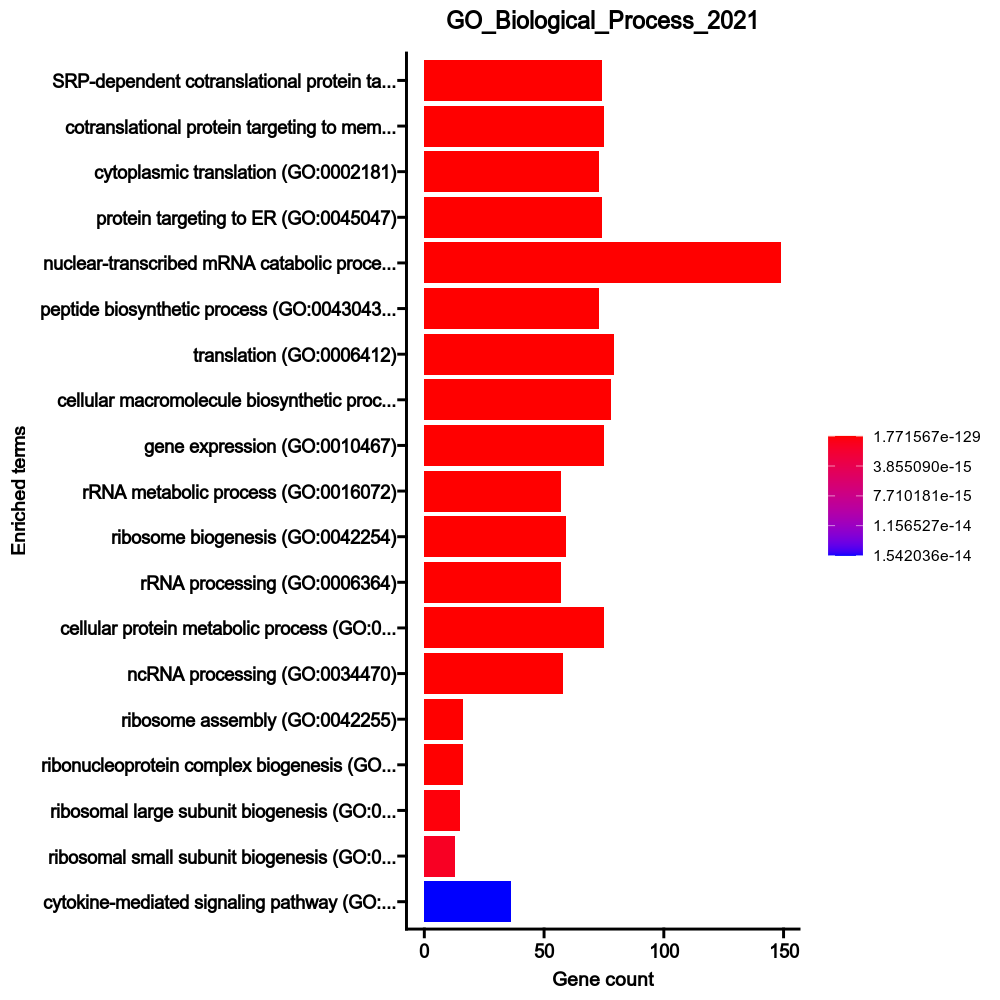 GO_Biological_Process_2021
SRP-dependent cotranslational protein ta...
cotranslational protein targeting to mem...
cytoplasmic translation (GO:0002181)
protein targeting to ER (GO:0045047)
nuclear-transcribed mRNA catabolic proce...
peptide biosynthetic process (GO:0043043...
translation (GO:0006412)
cellular macromolecule biosynthetic proc...
gene expression (GO:0010467)
rRNA metabolic process (GO:0016072)
ribosome biogenesis (GO:0042254)
rRNA processing (GO:0006364)
cellular protein metabolic process (GO:0...
ncRNA processing (GO:0034470)
ribosome assembly (GO:0042255)
ribonucleoprotein complex biogenesis (GO...
ribosomal large subunit biogenesis (GO:0...
ribosomal small subunit biogenesis (GO:0...
cytokine-mediated signaling pathway (GO:...
Enriched terms
0 50 100 150
Gene count
1.771567e-129
3.855090e-15
7.710181e-15
1.156527e-14
1.542036e-14